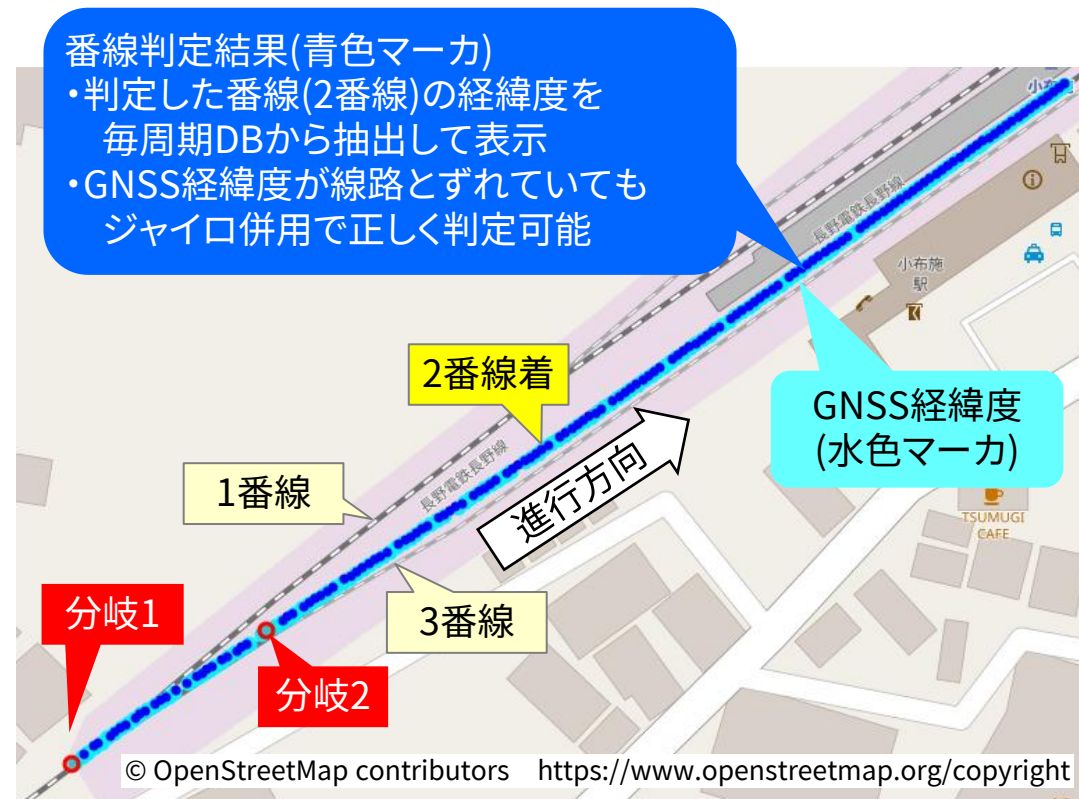 番線判定結果(青色マーカ)
・判定した番線(2番線)の経緯度を
毎周期DBから抽出して表示
・GNSS経緯度が線路とずれていても
ジャイロ併用で正しく判定可能
長野電鉄長野線
小布施
駅
2番線着
GNSS経緯度
(水色マーカ)
進行方向
長野電鉄長野線
1番線
TSUMUGI
CAFE
3番線
分岐1
分岐2
© OpenStreetMap contributors https://www.openstreetmap.org/copyright